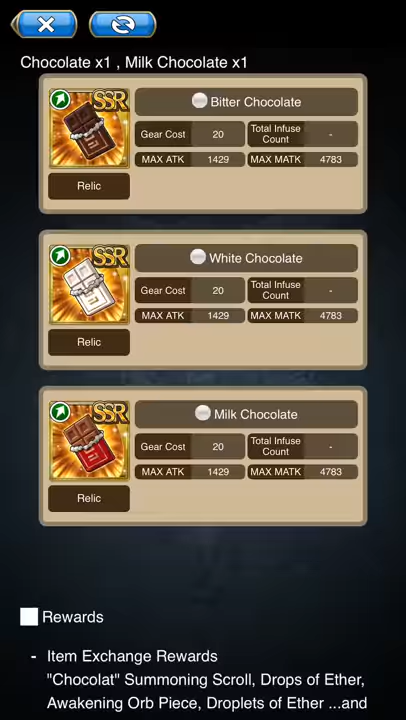 Chocolate x1 , Milk Chocolate x1
SSR
Bitter Chocolate
Gear Cost 20 Total Infuse Count -
MAX ATK 1429 MAX MATK 4783
Relic
SSR
White Chocolate
Gear Cost 20 Total Infuse Count -
MAX ATK 1429 MAX MATK 4783
Relic
SSR
Milk Chocolate
Gear Cost 20 Total Infuse Count -
MAX ATK 1429 MAX MATK 4783
Relic
Rewards
- Item Exchange Rewards
"Chocolat" Summoning Scroll, Drops of Ether,
Awakening Orb Piece, Droplets of Ether ...and